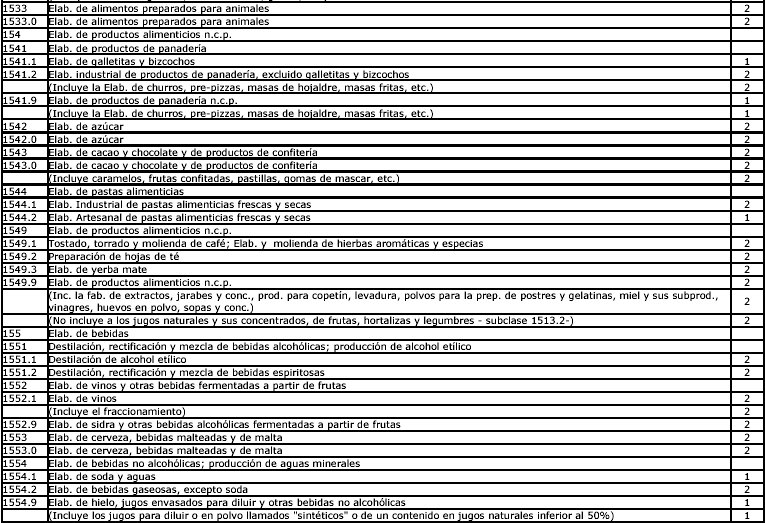 1533 Elab. de alimentos preparados para animales 2
1533.0 Elab. de alimentos preparados para animales 2
154 Elab. de productos alimenticios n.c.p.
1541 Elab. de productos de panadería
1541.1 Elab. de galletitas y bizcochos 1
1541.2 Elab. industrial de productos de panadería, excluido galletitas y bizcochos 2
(Incluye la Elab. de churros, pre-pizzas, masas de hojaldre, masas fritas, etc.) 2
1541.9 Elab. de productos de panadería n.c.p. 1
(Incluye la Elab. de churros, pre-pizzas, masas de hojaldre, masas fritas, etc.) 1
1542 Elab. de azúcar 2
1542.0 Elab. de azúcar 2
1543 Elab. de cacao y chocolate y de productos de confitería 2
1543.0 Elab. de cacao y chocolate y de productos de confitería 2
(Incluye caramelos, frutas confitadas, pastillas, gomas de mascar, etc.) 2
1544 Elab. de pastas alimenticias
1544.1 Elab. Industrial de pastas alimenticias frescas y secas 2
1544.2 Elab. Artesanal de pastas alimenticias frescas y secas 1
1549 Elab. de productos alimenticios n.c.p.
1549.1 Tostado, torrado y molienda de café; Elab. y molienda de hierbas aromáticas y especias 2
1549.2 Preparación de hojas de té 2
1549.3 Elab. de yerba mate 2
1549.9 Elab. de productos alimenticios n.c.p. 2
(Inc. la fab. de extractos, jarabes y conc., prod. para copetín, levadura, polvos para la prep. de postres y gelatinas, miel y sus subprod., 2
vinagres, huevos en polvo, sopas y conc.)
(No incluye a los jugos naturales y sus concentrados, de frutas, hortalizas y legumbres - subclase 1513.2-) 2
155 Elab. de bebidas
1551 Destilación, rectificación y mezcla de bebidas alcohólicas; producción de alcohol etílico
1551.1 Destilación de alcohol etílico 2
1551.2 Destilación, rectificación y mezcla de bebidas espiritosas 2
1552 Elab. de vinos y otras bebidas fermentadas a partir de frutas
1552.1 Elab. de vinos 2
(Incluye el fraccionamiento) 2
1552.9 Elab. de sidra y otras bebidas alcohólicas fermentadas a partir de frutas 2
1553 Elab. de cerveza, bebidas malteadas y de malta 2
1553.0 Elab. de cerveza, bebidas malteadas y de malta 2
1554 Elab. de bebidas no alcohólicas; producción de aguas minerales
1554.1 Elab. de soda y aguas 1
1554.2 Elab. de bebidas gaseosas, excepto soda 2
1554.9 Elab. de hielo, jugos envasados para diluir y otras bebidas no alcohólicas 1
(Incluye los jugos para diluir o en polvo llamados "sintéticos" o de un contenido en jugos naturales inferior al 50%) 1